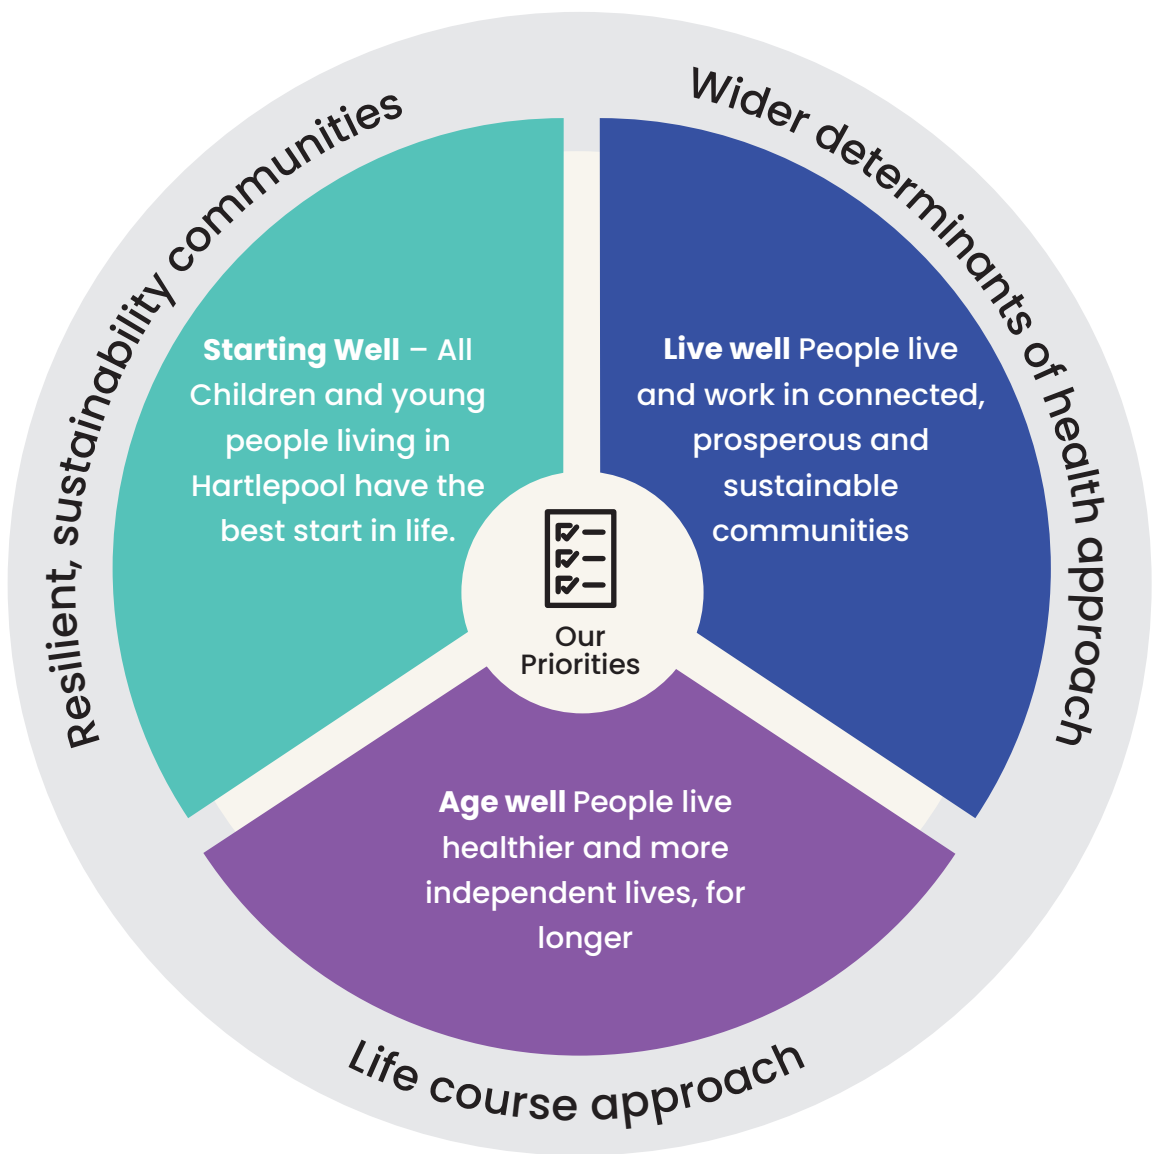 Resilient, sustainability communities
Wider determinants of health approach
Starting Well – All
Children and young
people living in
Hartlepool have the
best start in life.
Live well People live
and work in connected,
prosperous and
sustainable
communities
Our
Priorities
Age well People live
healthier and more
independent lives, for
longer
Life course approach